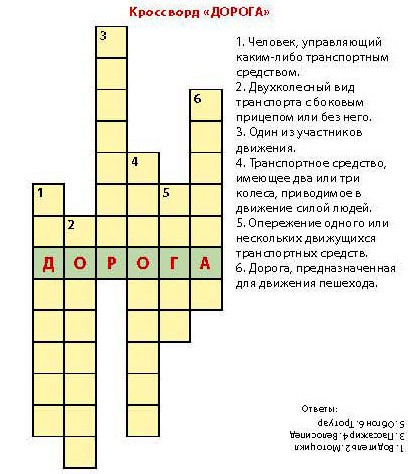 Кроссворд «ДОРОГА»
3
6
4
1
5
2
Д О Р О Г А
1. Человек, управляющий
каким-либо транспортным
средством.
2. Двухколесный вид
транспорта с боковым
прицепом или без него.
3. Один из участников
движения.
4. Транспортное средство,
имеющее два или три
колеса, приводимое в
движение силой людей.
5. Опережение одного или
нескольких движущихся
транспортных средств.
6. Дорога, предназначенная
для движения пешехода.
Ответы:
1. Водитель 2. Мотоцикл
3. Пассажир 4. Велосипед
5. Обгон 6. Тротуар